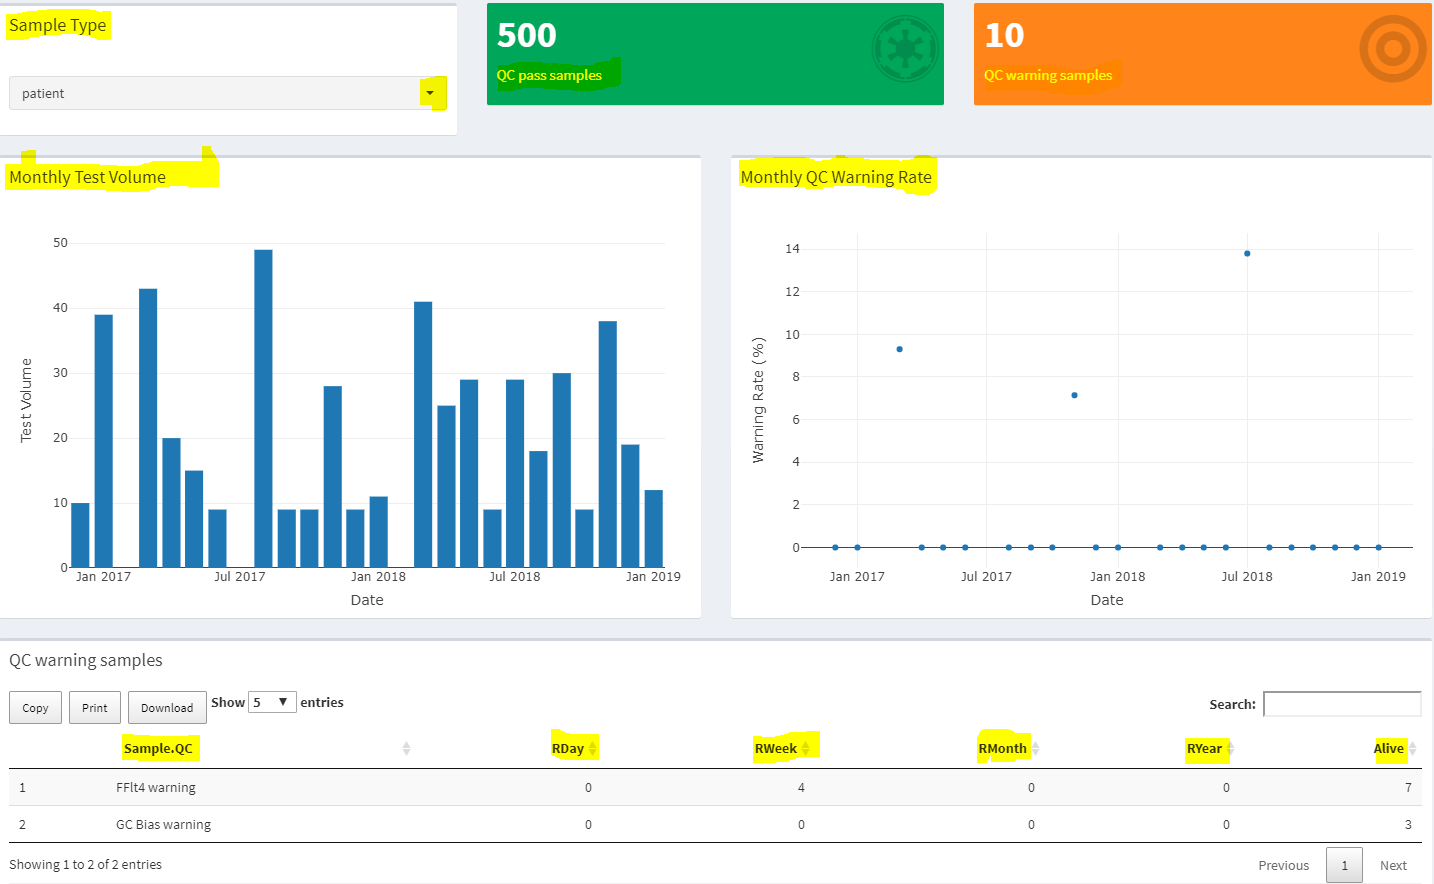 Sample Type
patient
500
QC pass samples
10
QC warning samples
Monthly Test Volume
50
40
30
20
10
0
Test Volume
Jan 2017 Jul 2017 Jan 2018 Jul 2018 Jan 2019
Date
Monthly QC Warning Rate
14
12
10
8
6
4
2
0
Warning Rate (%)
Jan 2017 Jul 2017 Jan 2018 Jul 2018 Jan 2019
Date
QC warning samples
Copy Print Download Show 5 entries Search:
Sample.QC RDay RWeek RMonth RYear Alive
1 FFlt4 warning 0 4 0 0 7
2 GC Bias warning 0 0 0 0 3
Showing 1 to 2 of 2 entries Previous 1 Next